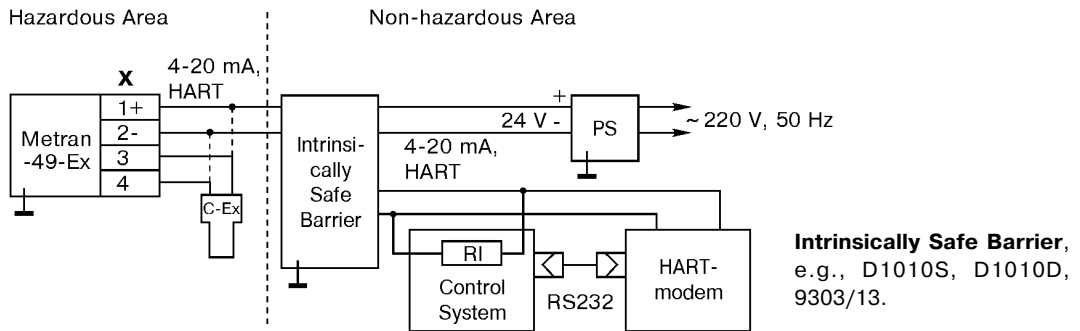 Hazardous Area
Non-hazardous Area
X
4-20 mA,
HART
1+
2-
3
4
Metran
-49-Ex
C-Ex
Intrinsi-
cally
Safe
Barrier
+
24 V -
PS
~ 220 V, 50 Hz
4-20 mA,
HART
RI
Control
System
RS232
HART-
modem
Intrinsically Safe Barrier,
e.g., D1010S, D1010D,
9303/13.